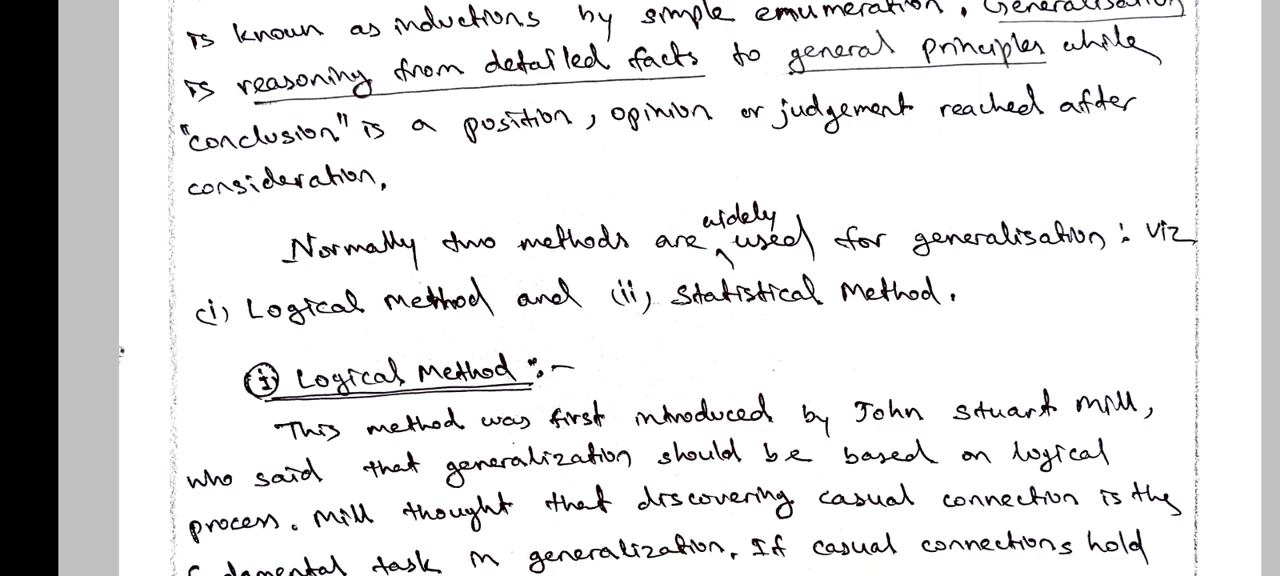 is known as inductions by simple emumeration. Generalisation
is reasoning from detailed facts to general principles while
"conclusion" is a position, opinion or judgement reached after
consideration.
Normally two methods are widely used for generalisation : viz
(i) Logical Method and (ii) Statistical Method.
(i) Logical Method :-
This method was first introduced by John Stuart Mill,
who said that generalization should be based on logical
process. Mill thought that discovering casual connection is the
task in generalization. If casual connections hold